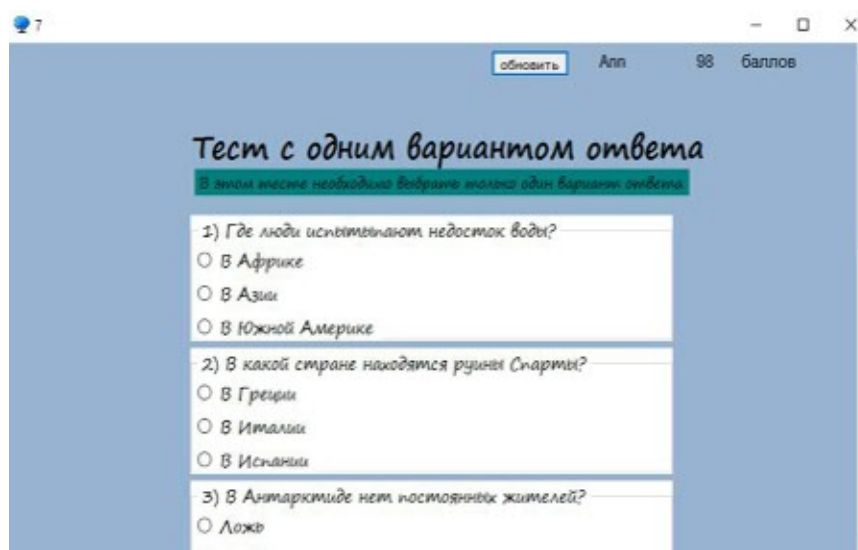 7
обновить Ann 98 баллов
Тест с одним вариантом ответа
В этом тесте необходимо выбрать только один вариант ответа
1) Где люди испытыпают недосток воды?
В Африке
В Азии
В Южной Америке
2) В какой стране находятся руины Спарты?
В Греции
В Италии
В Испании
3) В Антарктиде нет постоянных жителей?
Ложь